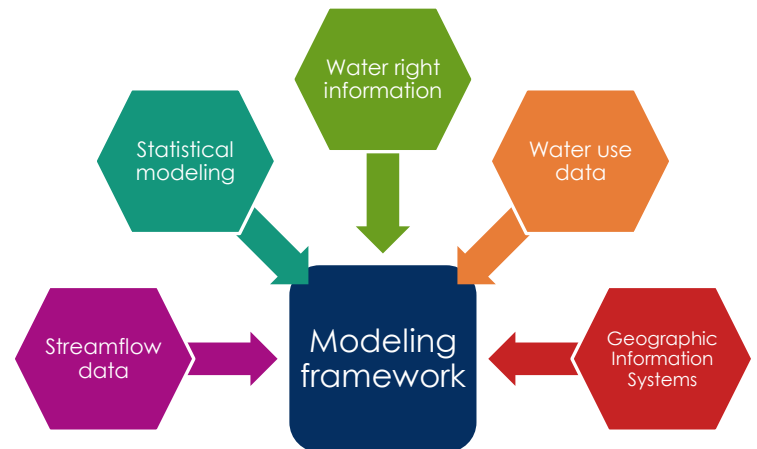 Water right
information
Statistical
modeling
Water use
data
Streamflow
data
Modeling
framework
Geographic
Information
Systems